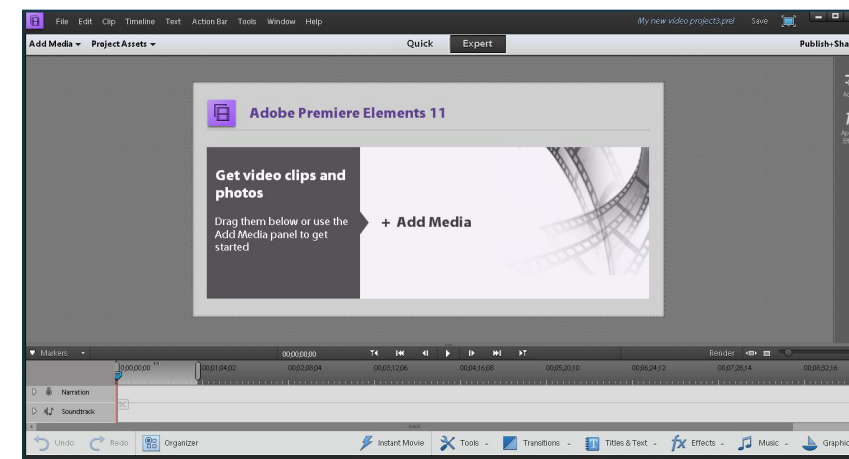 File Edit Clip Timeline Text Action Bar Tools Window Help My new video project3.prel Save
Add Media Project Assets Quick Expert Publish+Sha
Adobe Premiere Elements 11
Get video clips and
photos
Drag them below or use the
Add Media panel to get
started
+ Add Media
Markers 00;00;00;00 Render
00;00;00;00 00;01;04;02 00;02;08;04 00;03;12;06 00;04;16;08 00;05;20;10 00;06;24;12 00;07;28;14 00;08;32;16
Narration
Soundtrack
Undo Redo Organizer Instant Movie Tools Transitions Titles & Text fx Effects Music Graphic